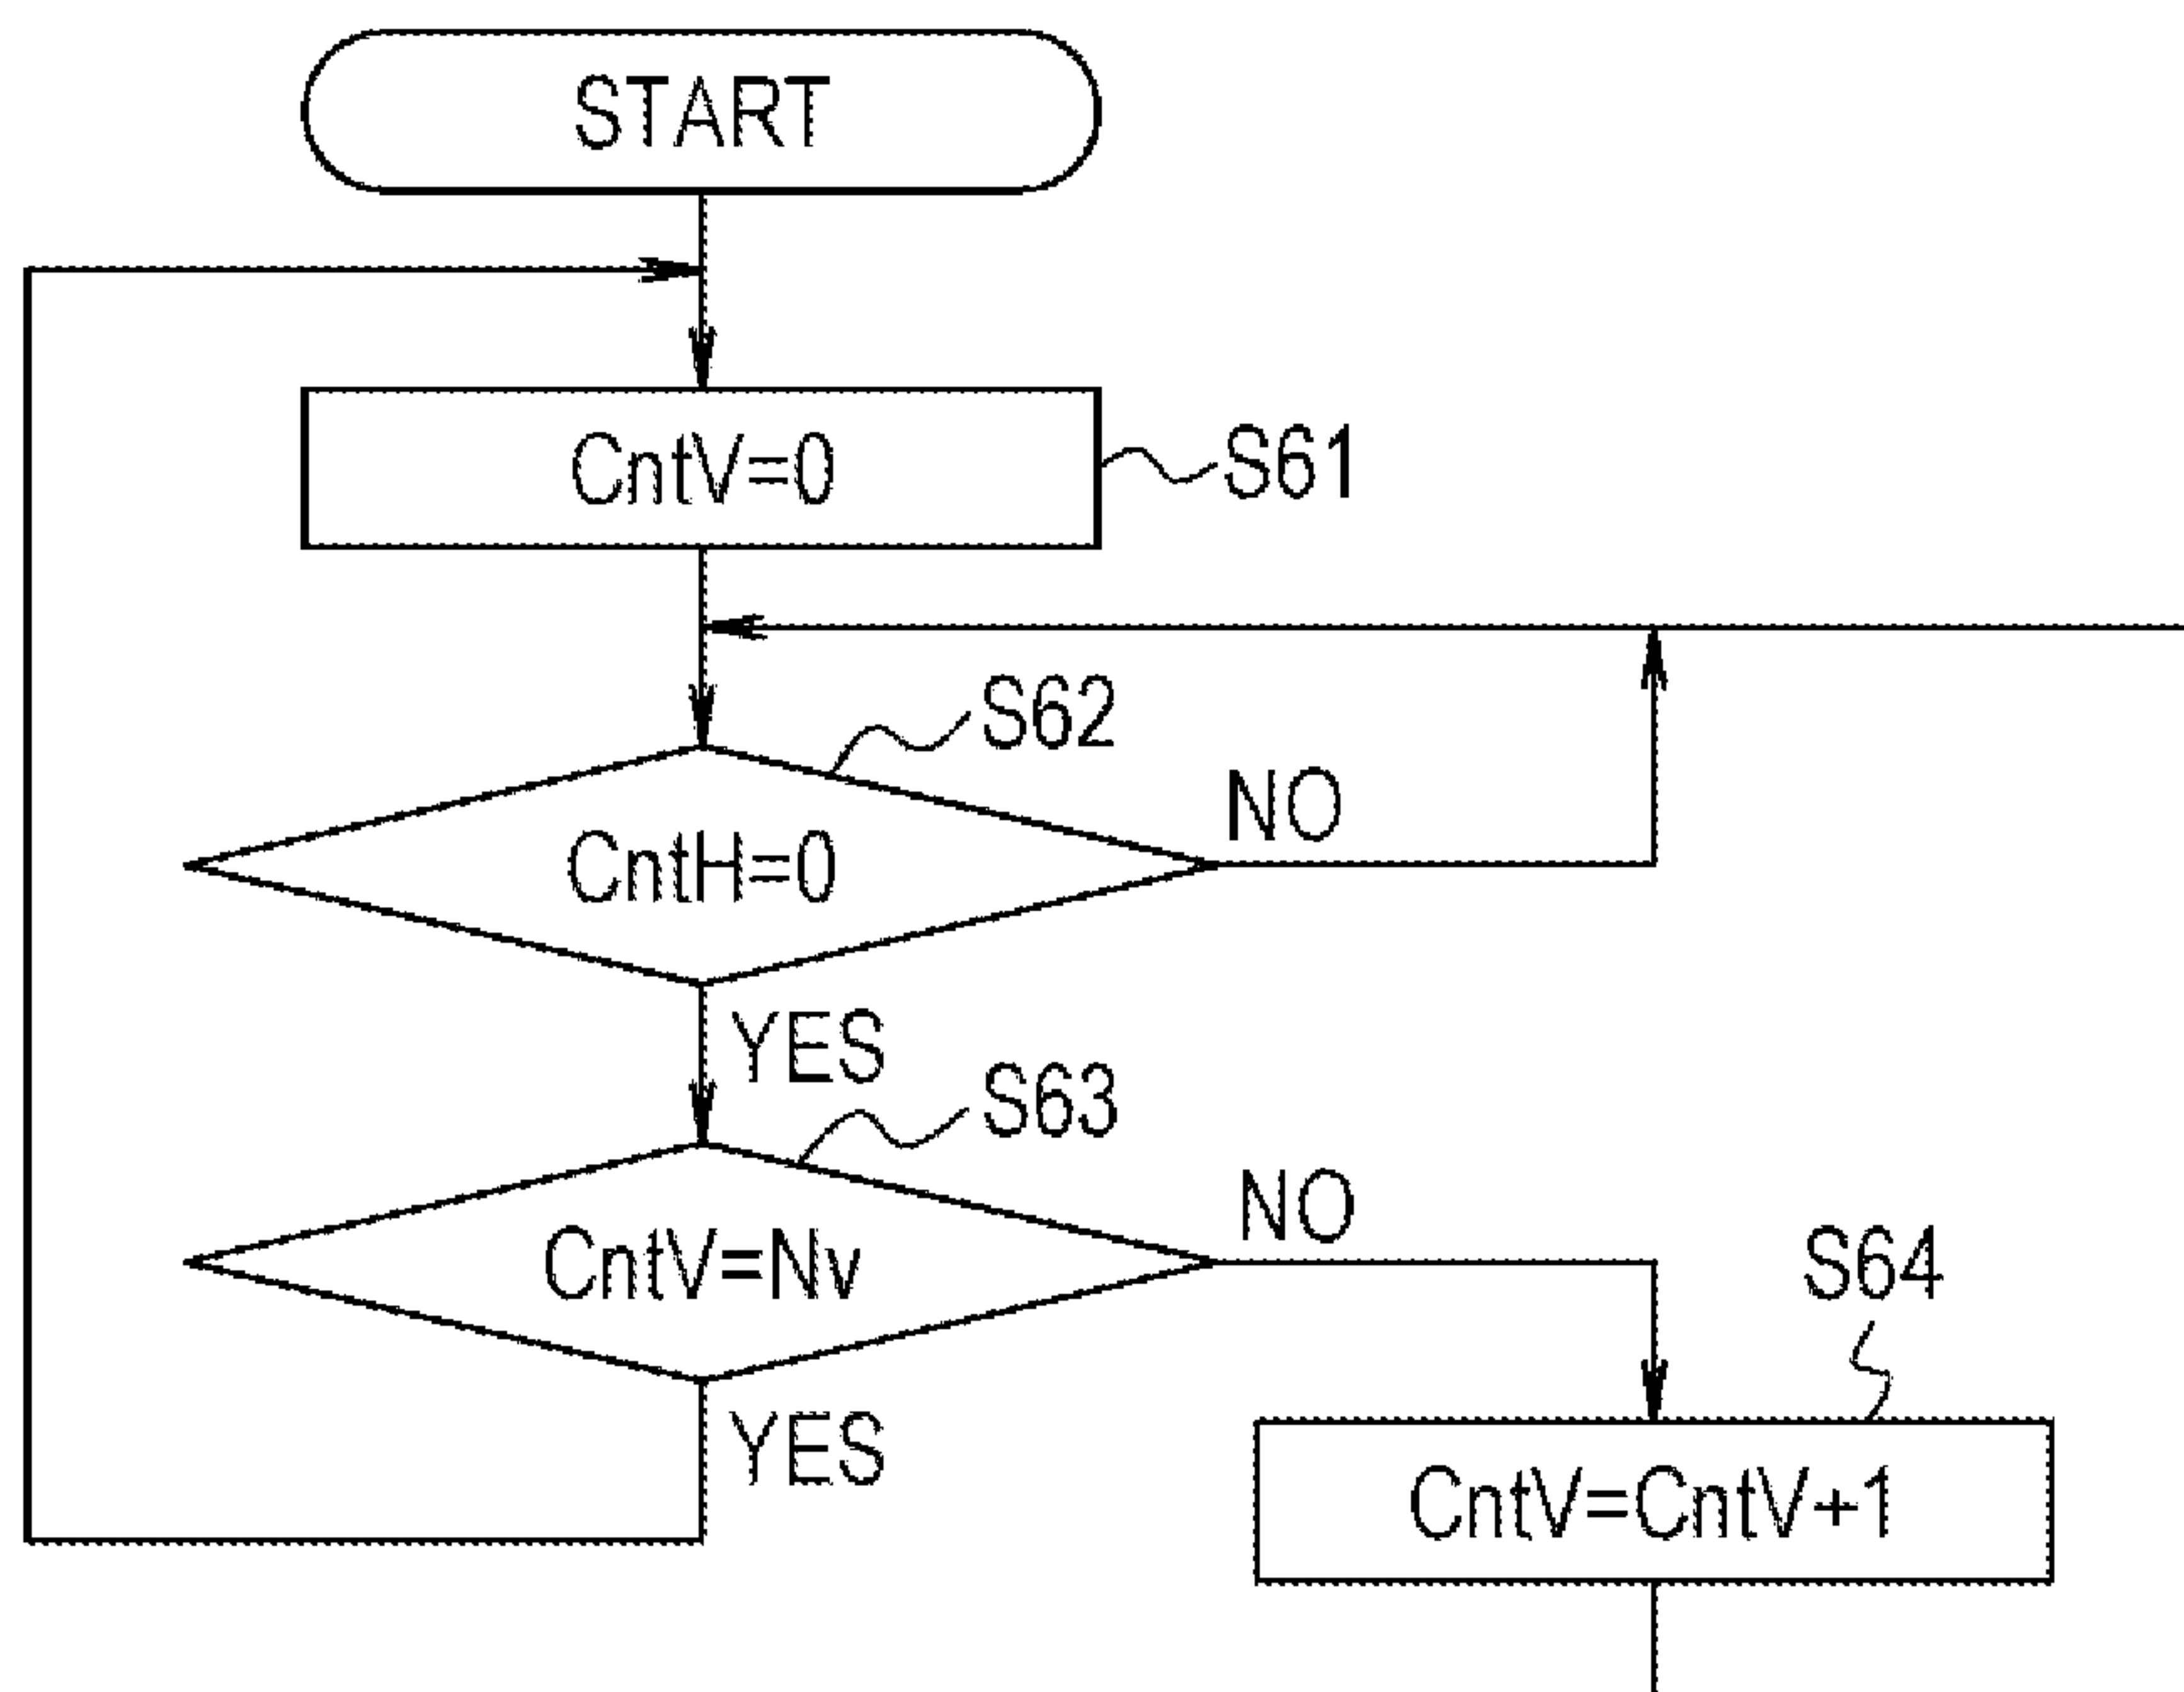 START
CntV=0
S61
S62
CntH=0
NO
YES
S63
CntV=Nv
NO
S64
YES
CntV=CntV+1